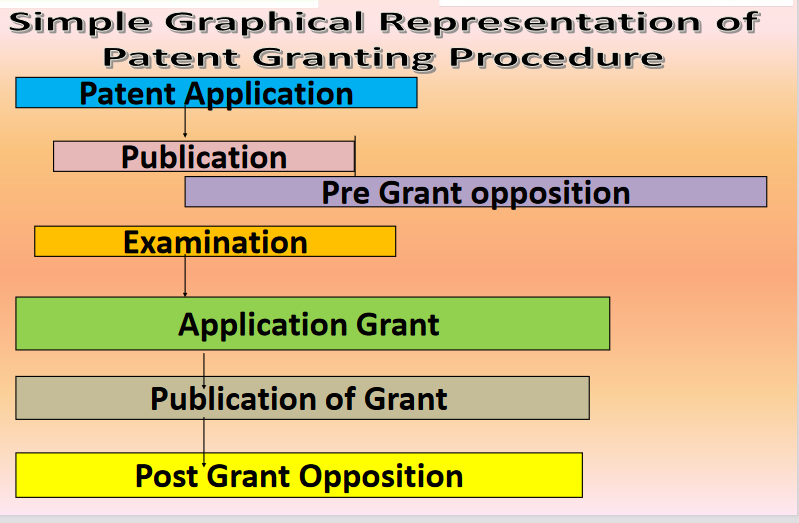 Simple Graphical Representation of
Patent Granting Procedure
Patent Application
Publication
Pre Grant opposition
Examination
Application Grant
Publication of Grant
Post Grant Opposition